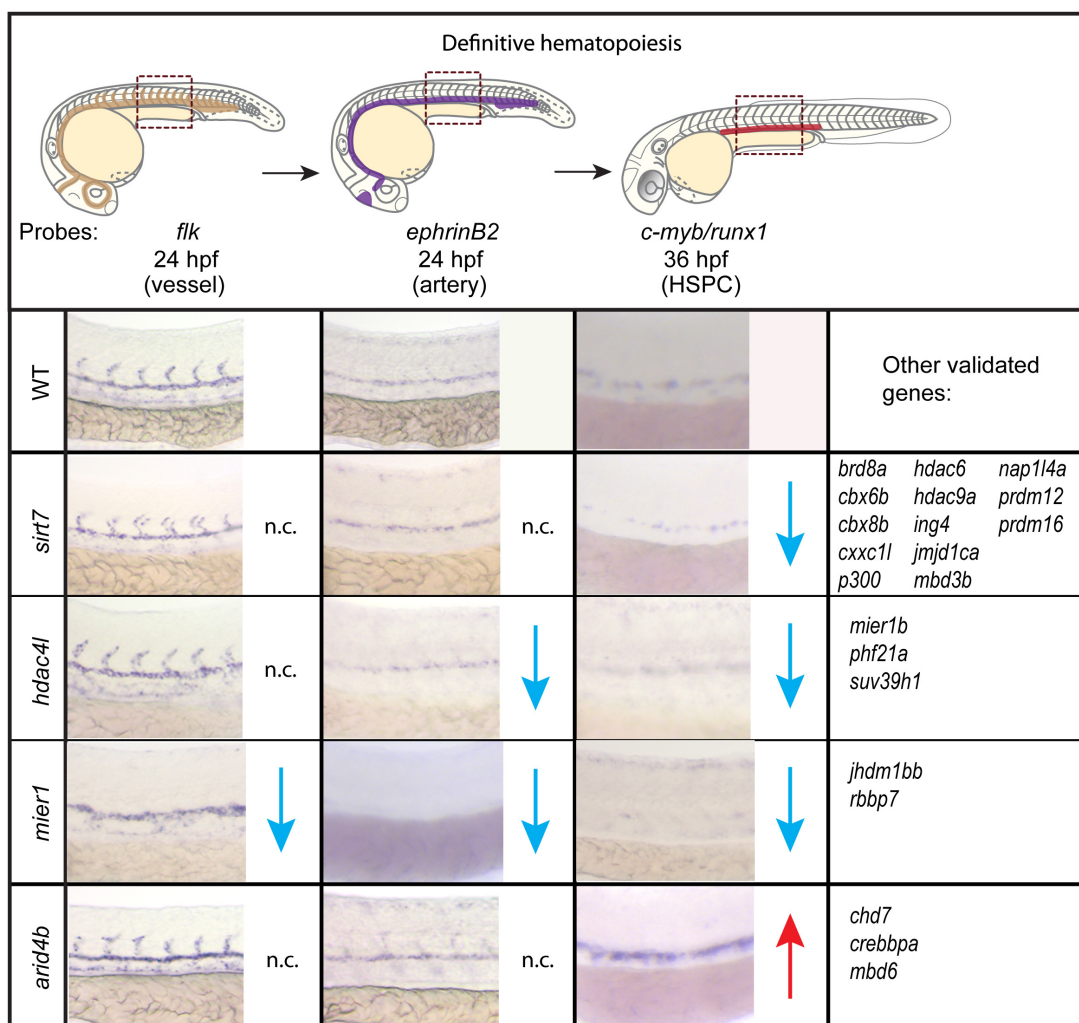 Definitive hematopoiesis
Probes: flk ephrinB2 c-myb/runx1
24 hpf 24 hpf 36 hpf
(vessel) (artery) (HSPC)
WT
Other validated
genes:
sirt7 n.c. n.c.
brd8a hdac6 nap1l4a
cbx6b hdac9a prdm12
cbx8b ing4 prdm16
cxxc1l jmjd1ca
p300 mbd3b
hdac4l n.c.
mier1b
phf21a
suv39h1
mier1
jhdm1bb
rbbp7
arid4b n.c. n.c.
chd7
crebbpa
mbd6